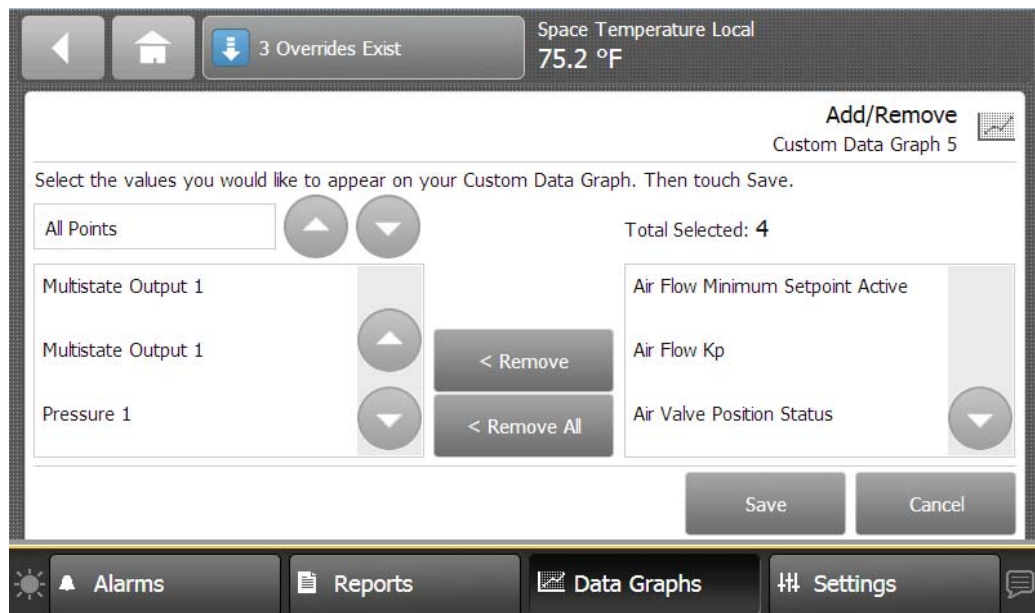 3 Overrides Exist
Space Temperature Local
75.2 °F
Add/Remove
Custom Data Graph 5
Select the values you would like to appear on your Custom Data Graph. Then touch Save.
All Points
Total Selected: 4
Multistate Output 1
Multistate Output 1
Pressure 1
< Remove
< Remove All
Air Flow Minimum Setpoint Active
Air Flow Kp
Air Valve Position Status
Save
Cancel
Alarms
Reports
Data Graphs
Settings